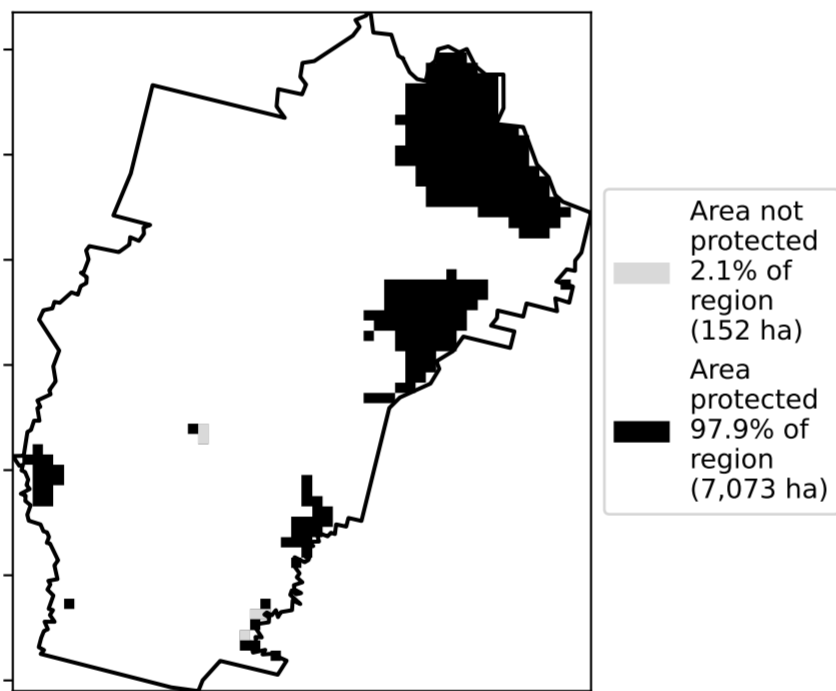 Area not
protected
2.1% of
region
(152 ha)
Area
protected
97.9% of
region
(7,073 ha)